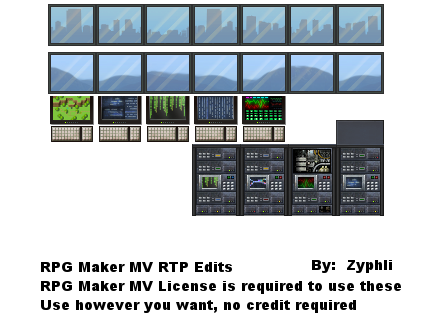 RPG Maker MV RTP Edits By: Zyphli
RPG Maker MV License is required to use these
Use however you want, no credit required